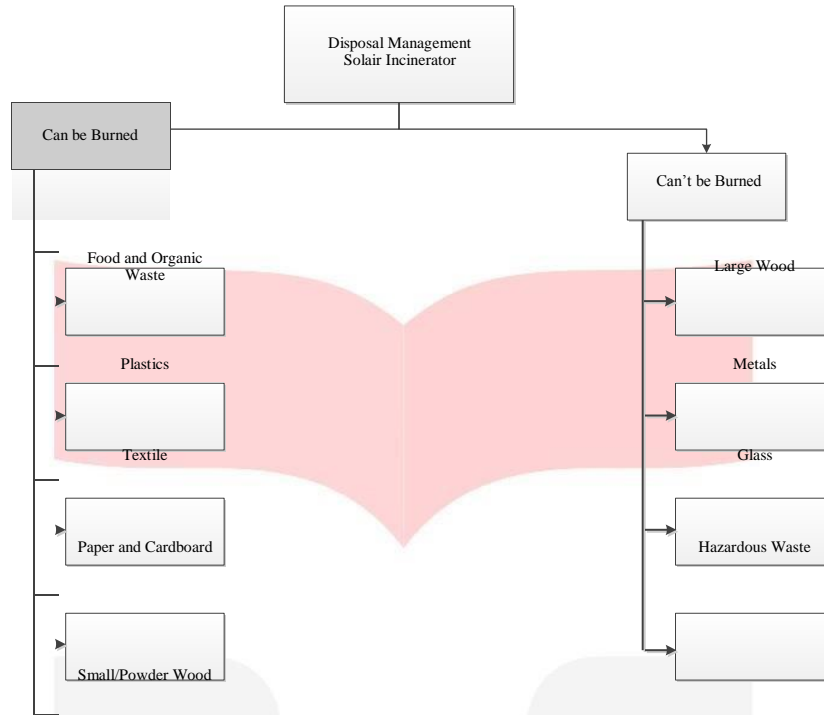 Disposal Management
Solair Incinerator
Can be Burned
Can't be Burned
Food and Organic
Waste
Plastics
Textile
Paper and Cardboard
Small/Powder Wood
Large Wood
Metals
Glass
Hazardous Waste